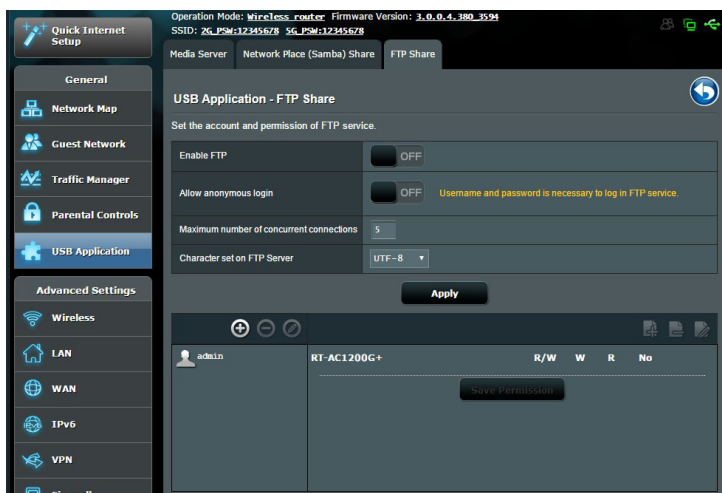 Quick Internet
Setup
Operation Mode: Wireless router Firmware Version: 3.0.0.4.380_3594
SSID: 2G_PSW:12345678 5G_PSW:12345678
Media Server Network Place (Samba) Share FTP Share
General
Network Map
Guest Network
Traffic Manager
Parental Controls
USB Application
Advanced Settings
Wireless
LAN
WAN
IPv6
VPN
USB Application - FTP Share
Set the account and permission of FTP service.
Enable FTP OFF
Allow anonymous login OFF Username and password is necessary to log in FTP service.
Maximum number of concurrent connections 5
Character set on FTP Server UTF-8
Apply
admin RT-AC1200G+ R/W W R No
Save Permission